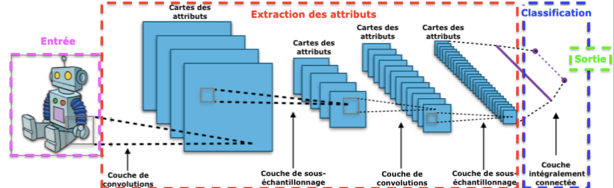 Extraction des attributs
Classification
Entrée
Sortie
Cartes des
attributs
Cartes des
attributs
Cartes des
attributs
Cartes des
attributs
Couche de
convolutions
Couche de sous-
échantillonnage
Couche de
convolutions
Couche de sous-
échantillonnage
Couche
intégralement
connectée